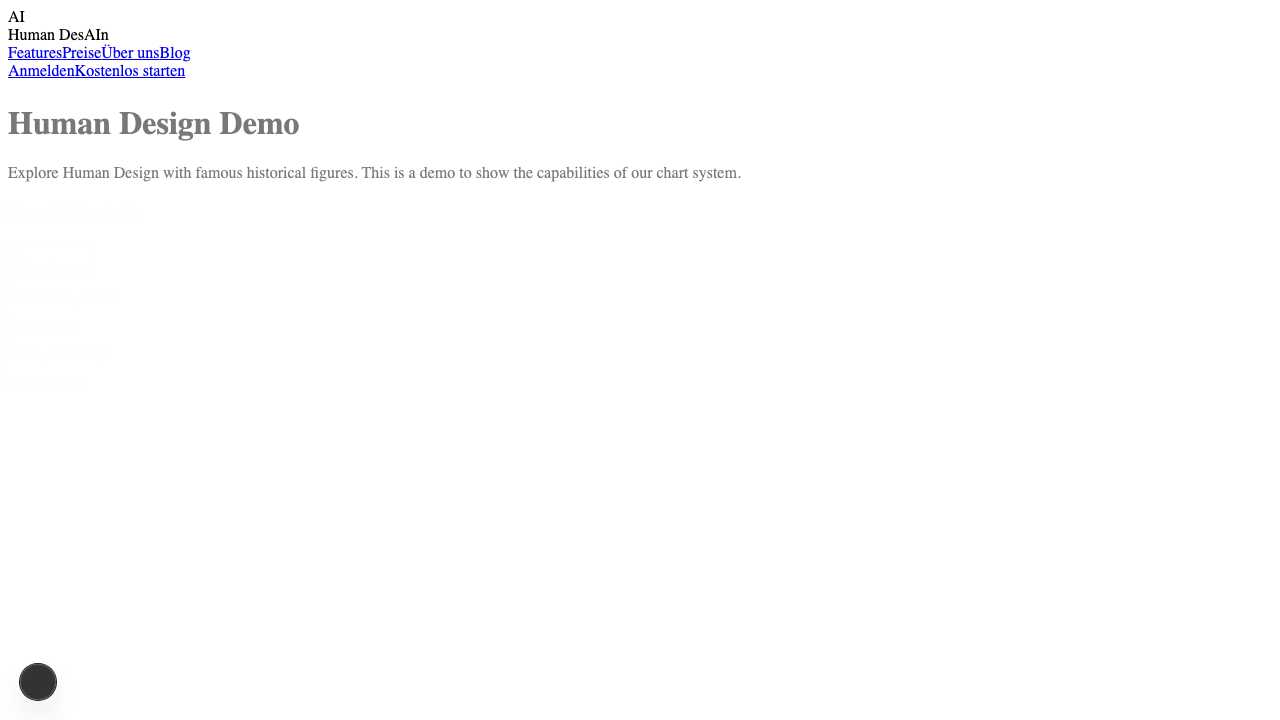 AI
Human DesAIn
FeaturesPreiseÜber unsBlog
AnmeldenKostenlos starten
Human Design Demo
Explore Human Design with famous historical figures. This is a demo to show the capabilities of our chart system.